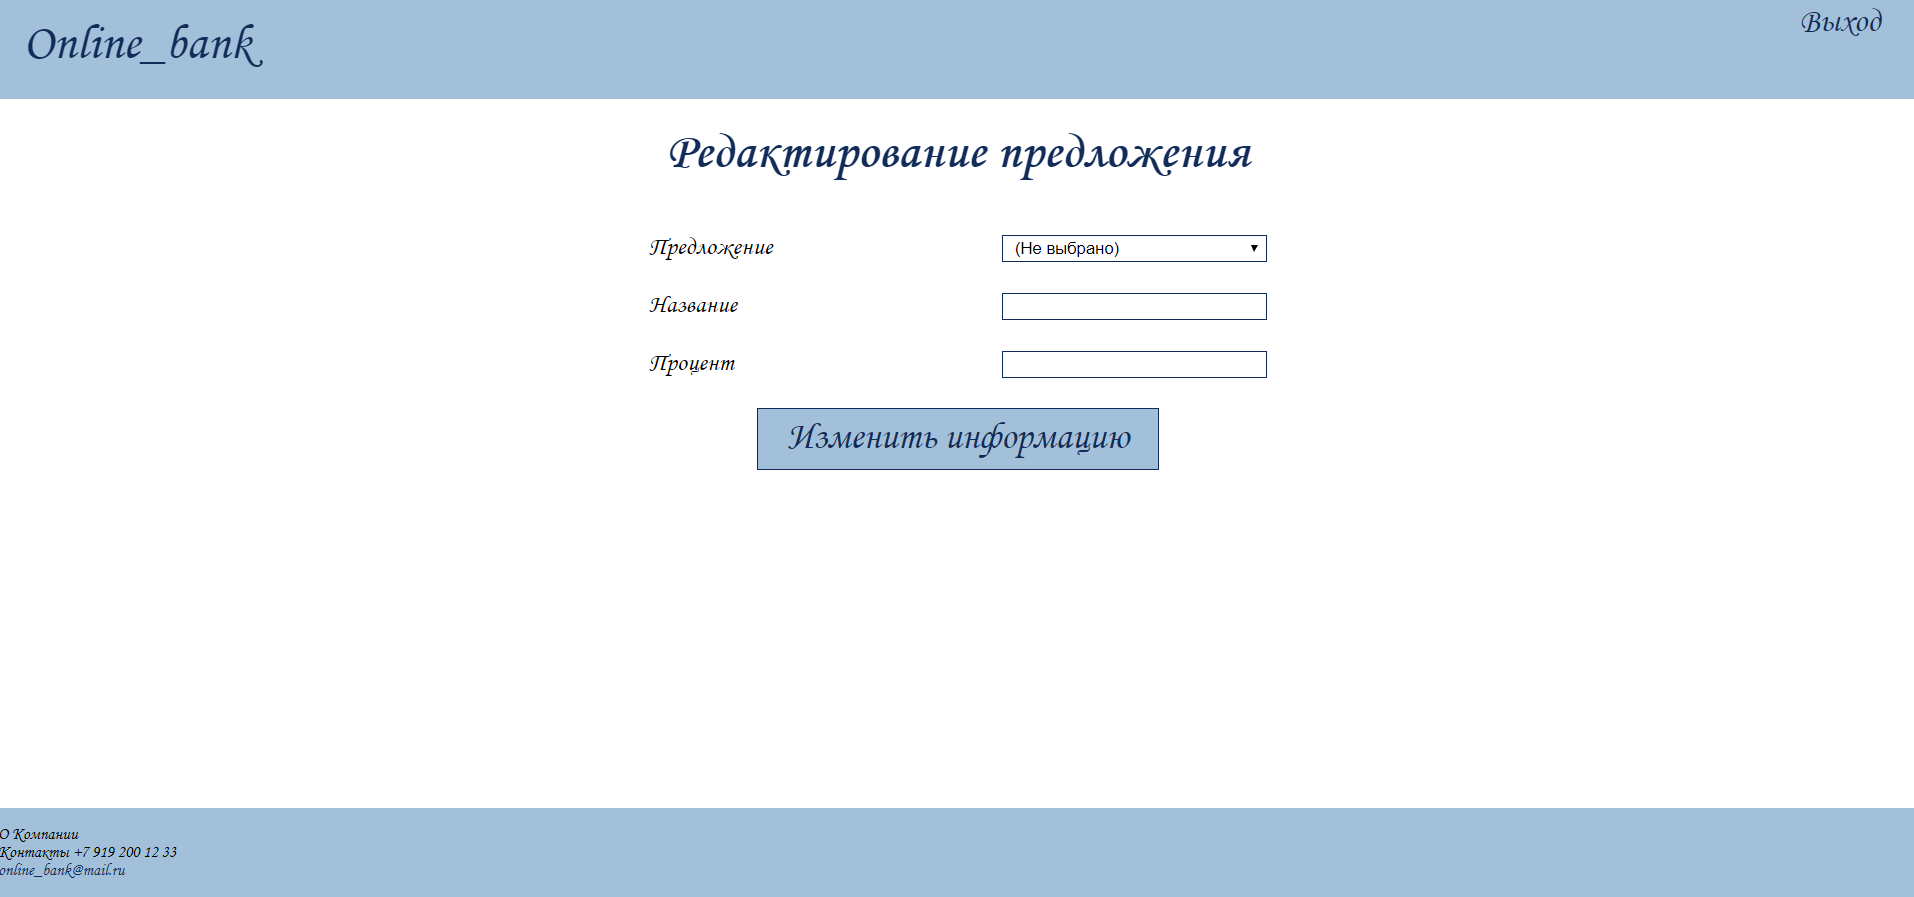 Online_bank
Выход
Редактирование предложения
Предложение
(Не выбрано)
Название
Процент
Изменить информацию
О Компании
Контакты +7 919 200 12 33
online_bank@mail.ru